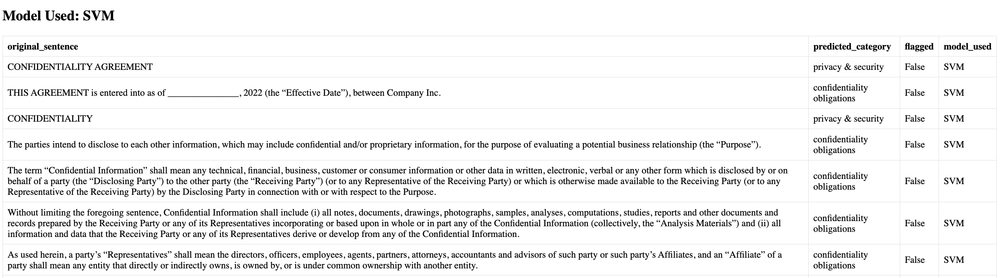 Model Used: SVM
original_sentence predicted_category flagged model_used
CONFIDENTIALITY AGREEMENT privacy & security False SVM
THIS AGREEMENT is entered into as of _______________, 2022 (the “Effective Date”), between Company Inc. confidentiality obligations False SVM
CONFIDENTIALITY privacy & security False SVM
The parties intend to disclose to each other information, which may include confidential and/or proprietary information, for the purpose of evaluating a potential business relationship (the “Purpose”). confidentiality obligations False SVM
The term “Confidential Information” shall mean any technical, financial, business, customer or consumer information or other data in written, electronic, verbal or any other form which is disclosed by or on
behalf of a party (the “Disclosing Party”) to the other party (the “Receiving Party”) (or to any Representative of the Receiving Party) or which is otherwise made available to the Receiving Party (or to any
Representative of the Receiving Party) by the Disclosing Party in connection with or with respect to the Purpose.
confidentiality obligations False SVM
Without limiting the foregoing sentence, Confidential Information shall include (i) all notes, documents, drawings, photographs, samples, analyses, computations, studies, reports and other documents and
records prepared by the Receiving Party or any of its Representatives incorporating or based upon in whole or in part any of the Confidential Information (collectively, the “Analysis Materials”) and (ii) all
information and data that the Receiving Party or any of its Representatives derive or develop from any of the Confidential Information.
confidentiality obligations False SVM
As used herein, a party’s “Representatives” shall mean the directors, officers, employees, agents, partners, attorneys, accountants and advisors of such party or such party’s Affiliates, and an “Affiliate” of a
party shall mean any entity that directly or indirectly owns, is owned by, or is under common ownership with another entity.
confidentiality obligations False SVM